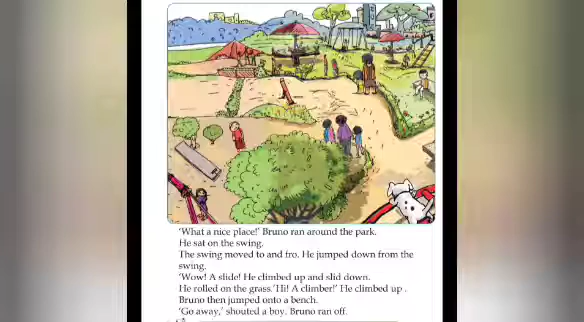 'What a nice place!' Bruno ran around the park.
He sat on the swing.
The swing moved to and fro. He jumped down from the
swing.
'Wow! A slide! He climbed up and slid down.
He rolled on the grass.'Hi! A climber!' He climbed up .
Bruno then jumped onto a bench.
'Go away,' shouted a boy. Bruno ran off.